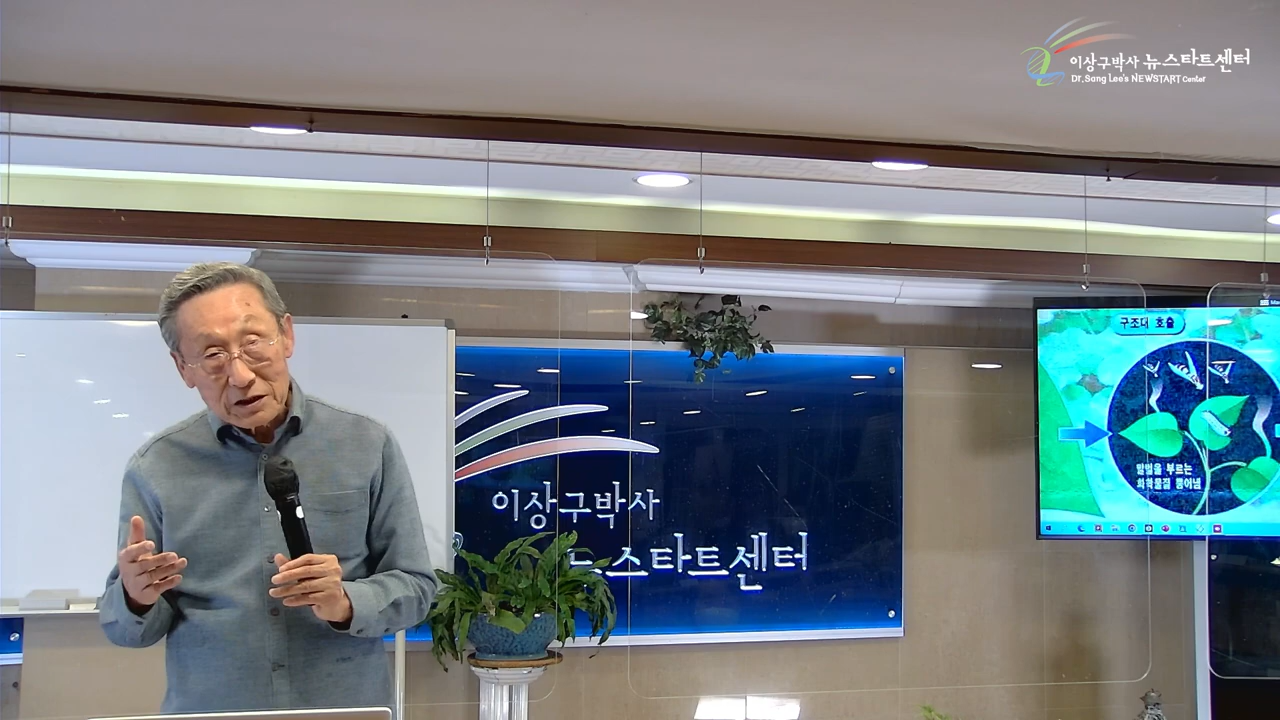 이상구박사 뉴스타트센터
Dr. Sang Lee's NEWSTART Center
구조대 호출
말벌을 부르는
화학물질 뿜어냄
이상구박사
뉴스타트센터